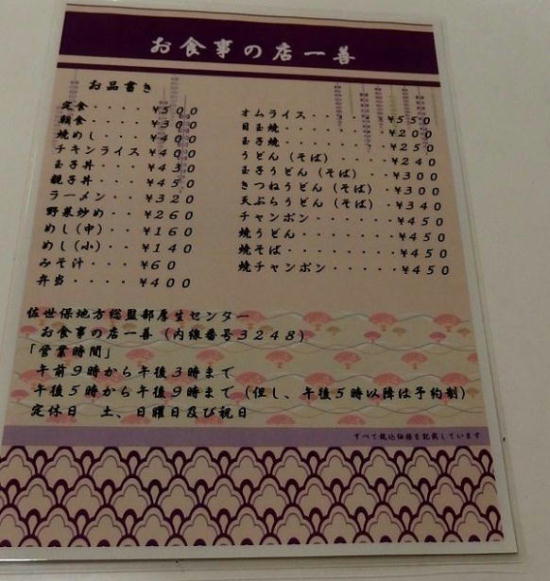 お食事の店一善
お品書き
定食・・・・¥500
朝食・・・・¥300
焼めし・・・¥400
チキンライス ¥400
玉子丼・・・¥430
親子丼・・・¥450
ラーメン・・・¥320
野菜炒め・・¥260
めし(中)・・¥160
めし(小)・・¥140
みそ汁・・・¥60
弁当・・・・¥400
オムライス・・・・・¥550
目玉焼・・・・・・・¥200
玉子焼・・・・・・・¥250
うどん(そば)・・・・¥240
玉子うどん(そば)・・¥300
きつねうどん(そば)・¥300
天ぷらうどん(そば)・¥340
チャンポン・・・・・・¥450
焼うどん・・・・・・・¥450
焼そば・・・・・・・・¥450
焼チャンポン・・・・・¥450
佐世保地方総監部厚生センター
お食事の店一善(内線番号3248)
「営業時間」
午前9時から午後3時まで
午後5時から午後9時まで(但し、午後5時以降は予約制)
定休日 土、日曜日及び祝日
すべて税込価格を記載しています